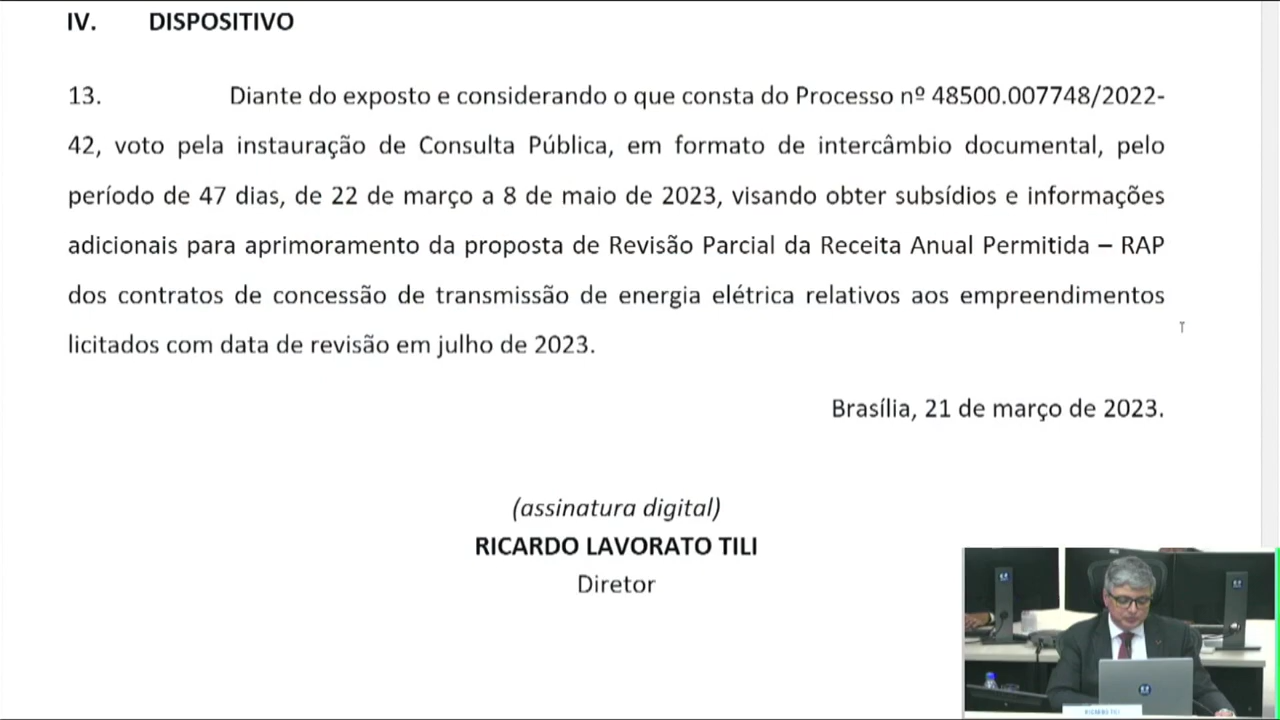 IV. DISPOSITIVO
13. Diante do exposto e considerando o que consta do Processo nº 48500.007748/2022-
42, voto pela instauração de Consulta Pública, em formato de intercâmbio documental, pelo
período de 47 dias, de 22 de março a 8 de maio de 2023, visando obter subsídios e informações
adicionais para aprimoramento da proposta de Revisão Parcial da Receita Anual Permitida – RAP
dos contratos de concessão de transmissão de energia elétrica relativos aos empreendimentos
licitados com data de revisão em julho de 2023.
Brasília, 21 de março de 2023.
(assinatura digital)
RICARDO LAVORATO TILI
Diretor
RICARDO TILI